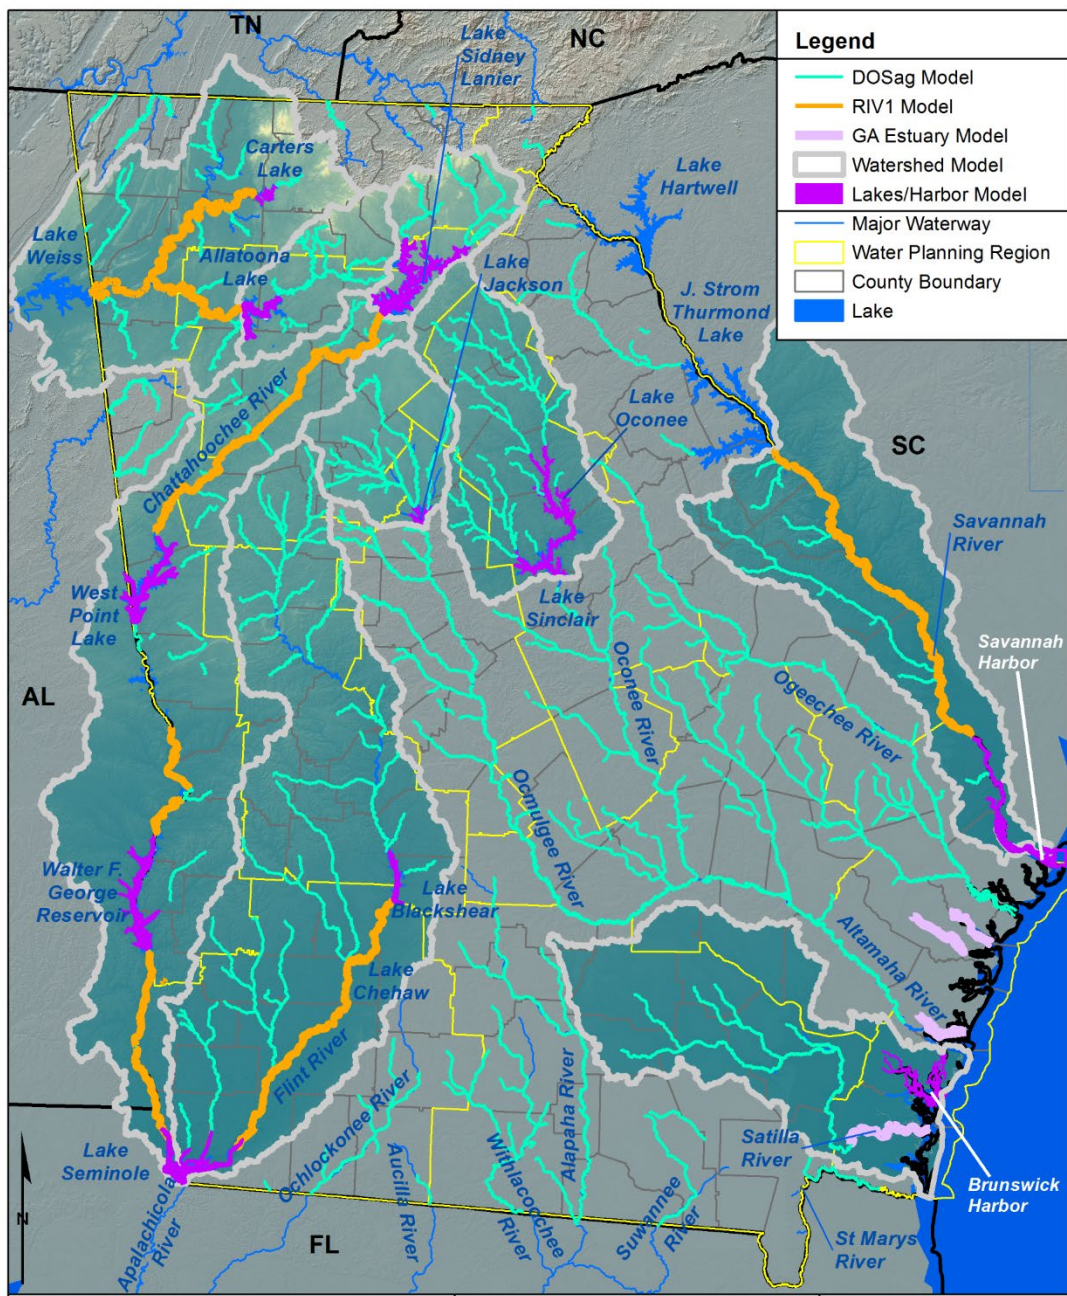 TN
NC
Lake
Sidney
Lanier
Legend
DOSag Model
RIV1 Model
GA Estuary Model
Watershed Model
Lakes/Harbor Model
Major Waterway
Water Planning Region
County Boundary
Lake
Carters
Lake
Lake
Hartwell
Lake
Weiss
Allatoona
Lake
Lake
Jackson
J. Strom
Thurmond
Lake
Chattahoochee River
Lake
Oconee
SC
Savannah
River
West
Point
Lake
Lake
Sinclair
Savannah
Harbor
AL
Oconee River
Ogeechee River
Ocmulgee River
Walter F.
George
Reservoir
Lake
Blackshear
Lake
Chehaw
Altamaha River
Flint River
Lake
Seminole
Ochlockonee River
Aucilla River
Withlacoochee
River
Alapaha River
Suwannee
River
Satilla
River
Brunswick
Harbor
St Marys
River
Apalachicola
River
FL
N